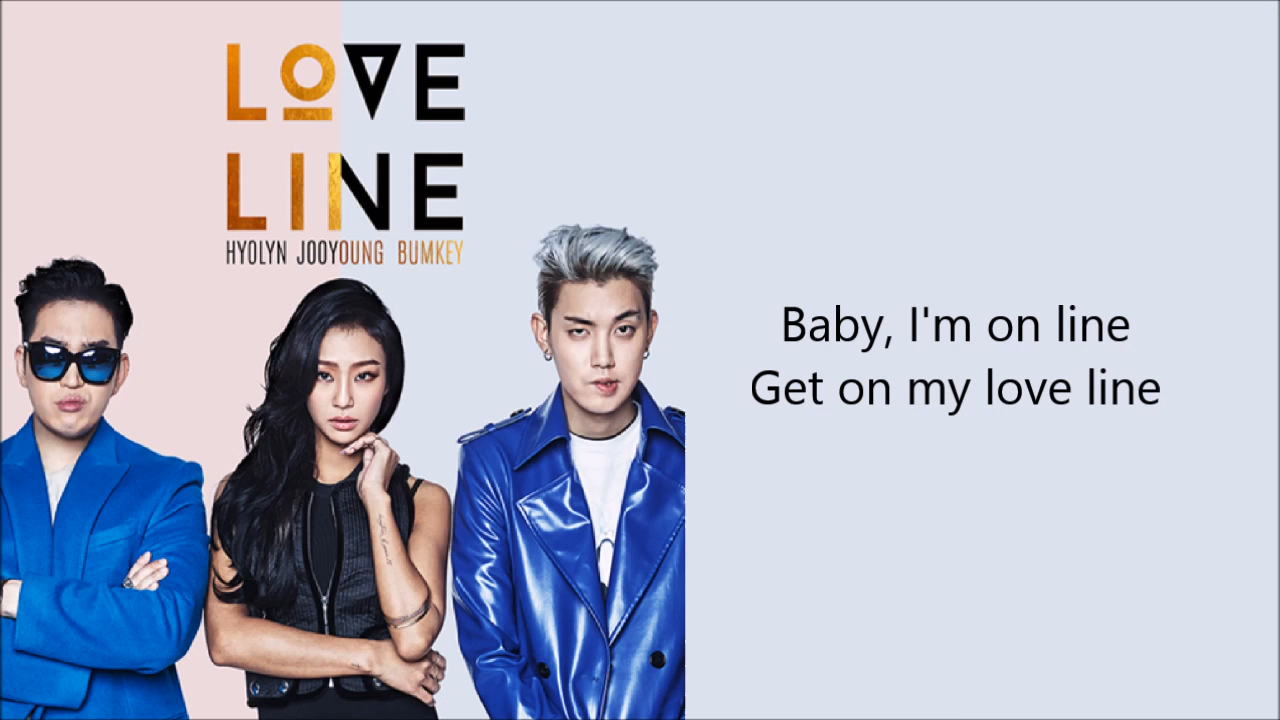 LOVE
LINE
HYOLYN JOOYOUNG BUMKEY
Baby, I'm on line
Get on my love line